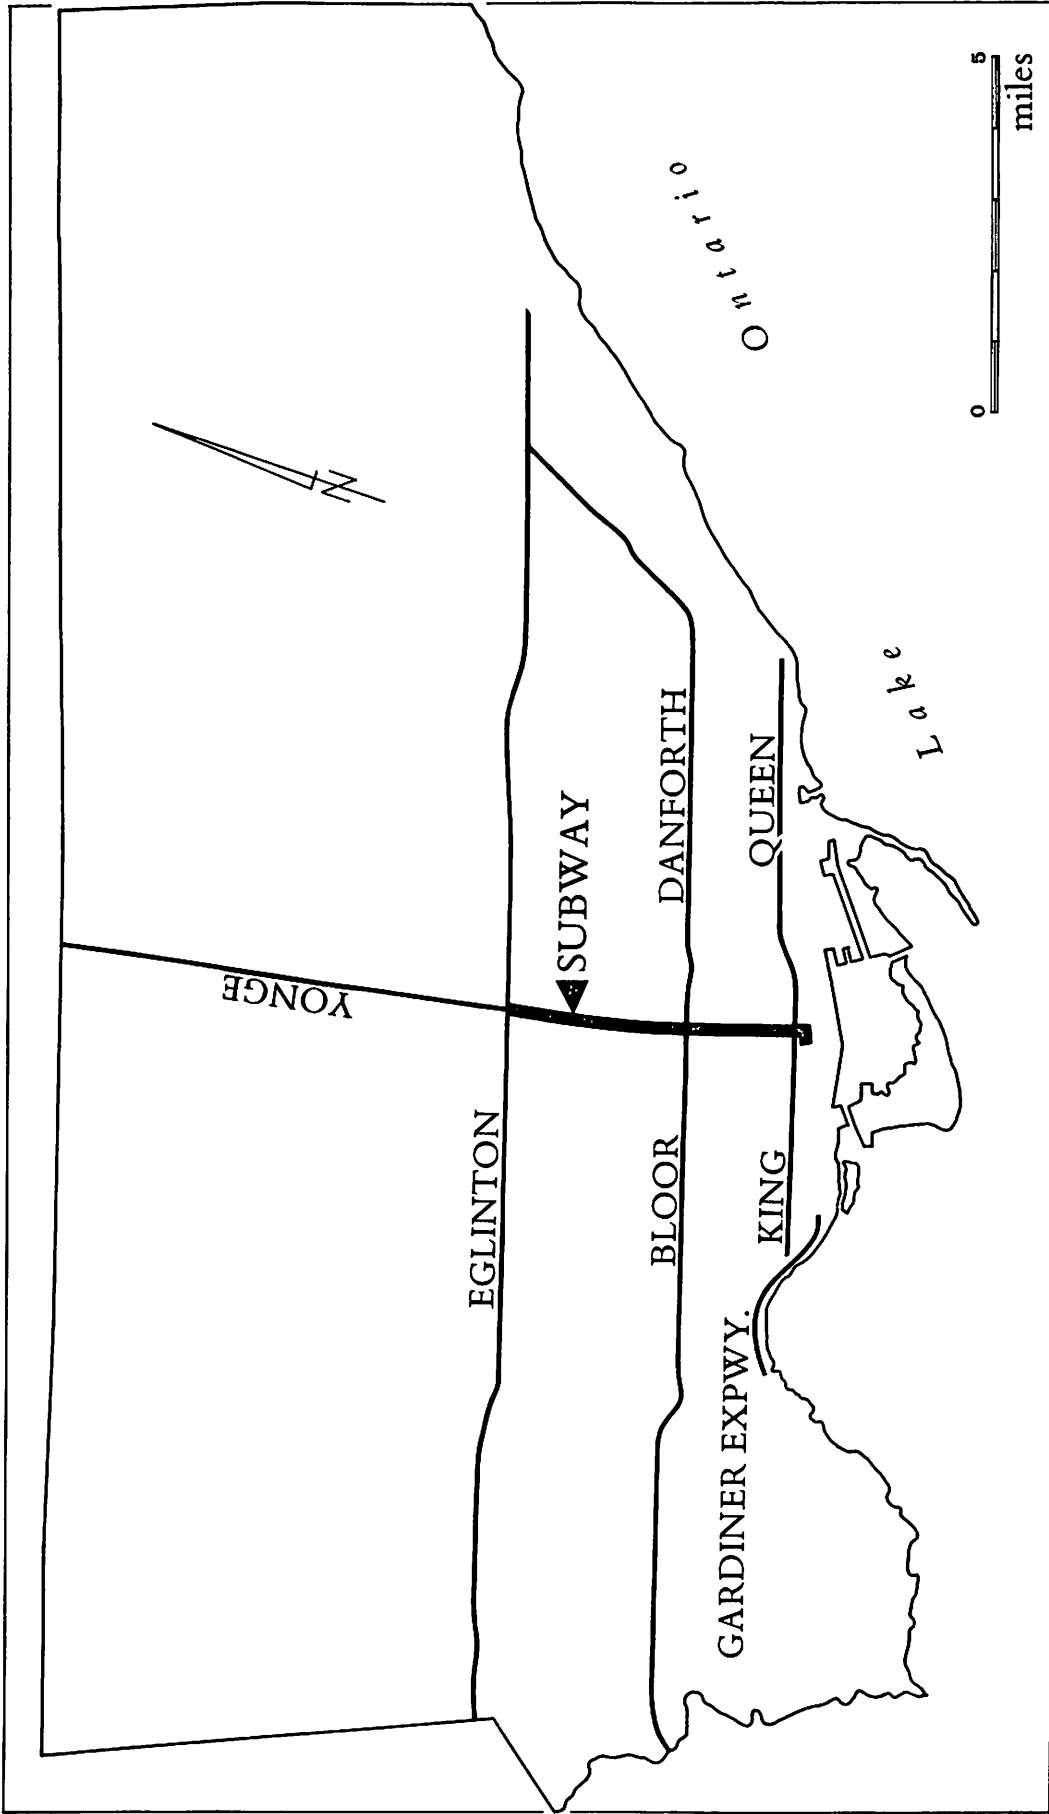 YONGE
EGLINTON
SUBWAY
BLOOR
DANFORTH
KING
QUEEN
GARDINER EXPWY.
Lake Ontario
N
0 5
miles